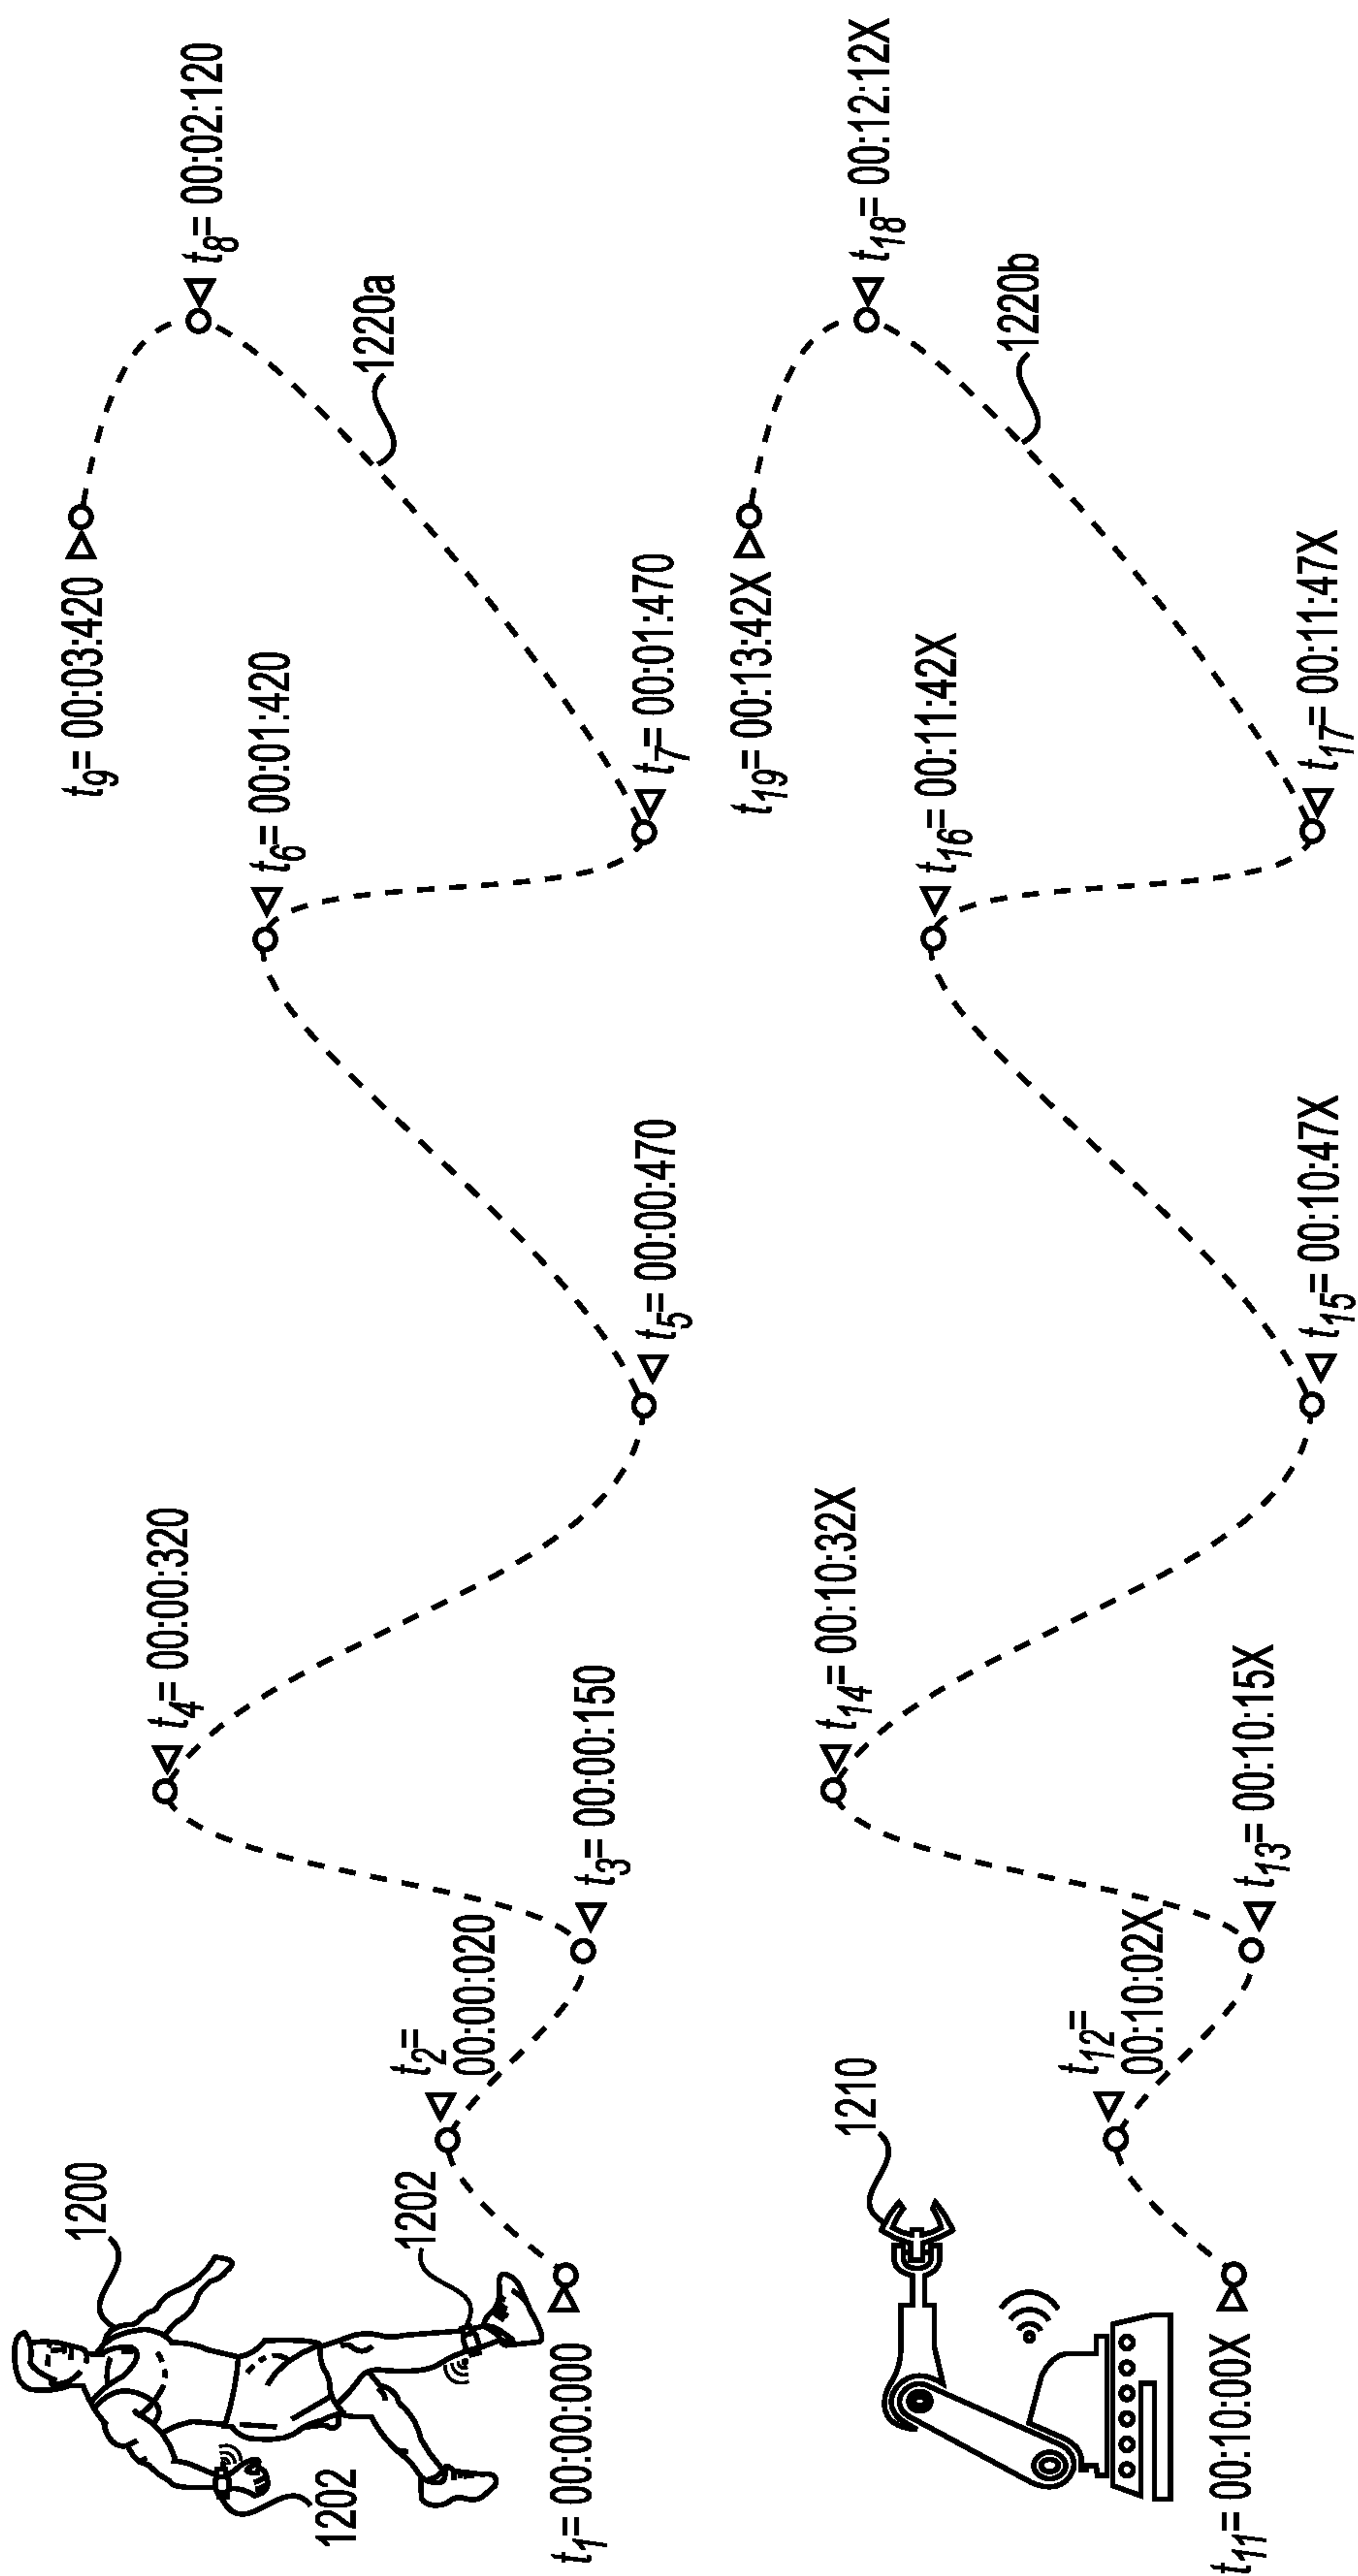 1200
1202
1202
t1= 00:00:000
t2=
00:00:020
t3= 00:00:150
t4= 00:00:320
t5= 00:00:470
t6= 00:01:420
t7= 00:01:470
t8= 00:02:120
t9= 00:03:420
1220a
1210
t11= 00:10:00X
t12=
00:10:02X
t13= 00:10:15X
t14= 00:10:32X
t15= 00:10:47X
t16= 00:11:42X
t17= 00:11:47X
t18= 00:12:12X
t19= 00:13:42X
1220b